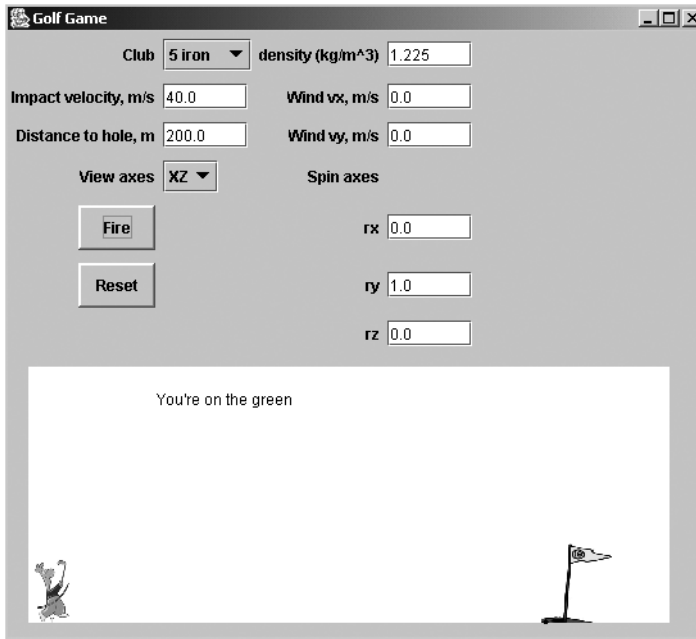 Golf Game
Club 5 iron density (kg/m^3) 1.225
Impact velocity, m/s 40.0 Wind vx, m/s 0.0
Distance to hole, m 200.0 Wind vy, m/s 0.0
View axes XZ Spin axes
Fire rx 0.0
Reset ry 1.0
rz 0.0
You're on the green